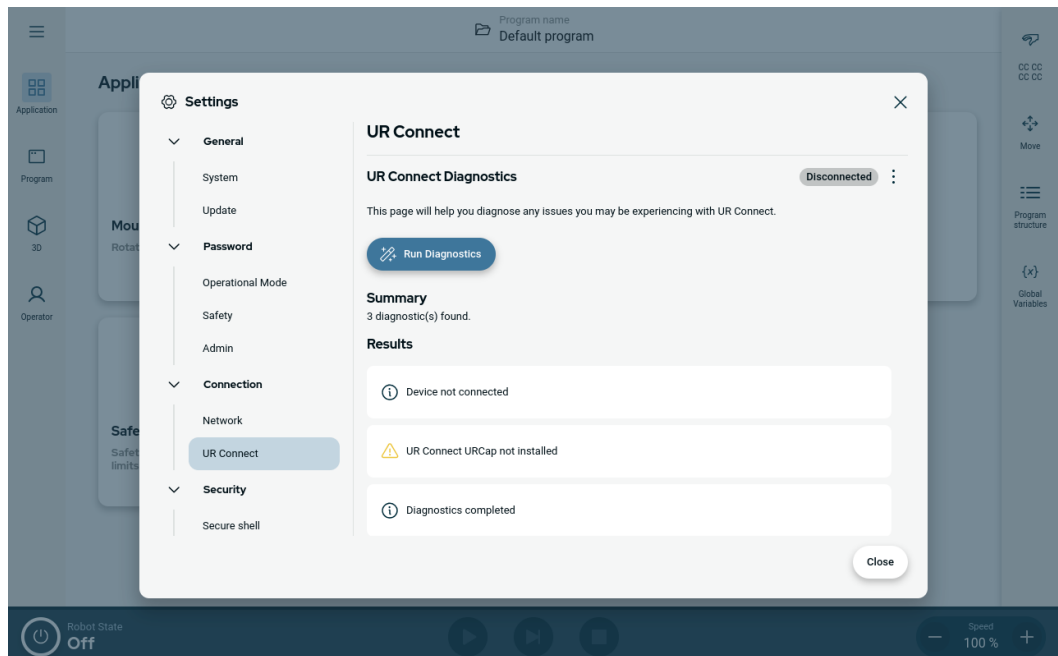 Program name
Default program
Application
Program
3D
Operator
Appli
Mou
Rotat
Safe
Safet
limits
Settings
General
System
Update
Password
Operational Mode
Safety
Admin
Connection
Network
UR Connect
Security
Secure shell
UR Connect
UR Connect Diagnostics
Disconnected
This page will help you diagnose any issues you may be experiencing with UR Connect.
Run Diagnostics
Summary
3 diagnostic(s) found.
Results
Device not connected
UR Connect URCap not installed
Diagnostics completed
Close
CC CC
CC CC
Move
Program
structure
{x}
Global
Variables
Robot State
Off
Speed
100 %